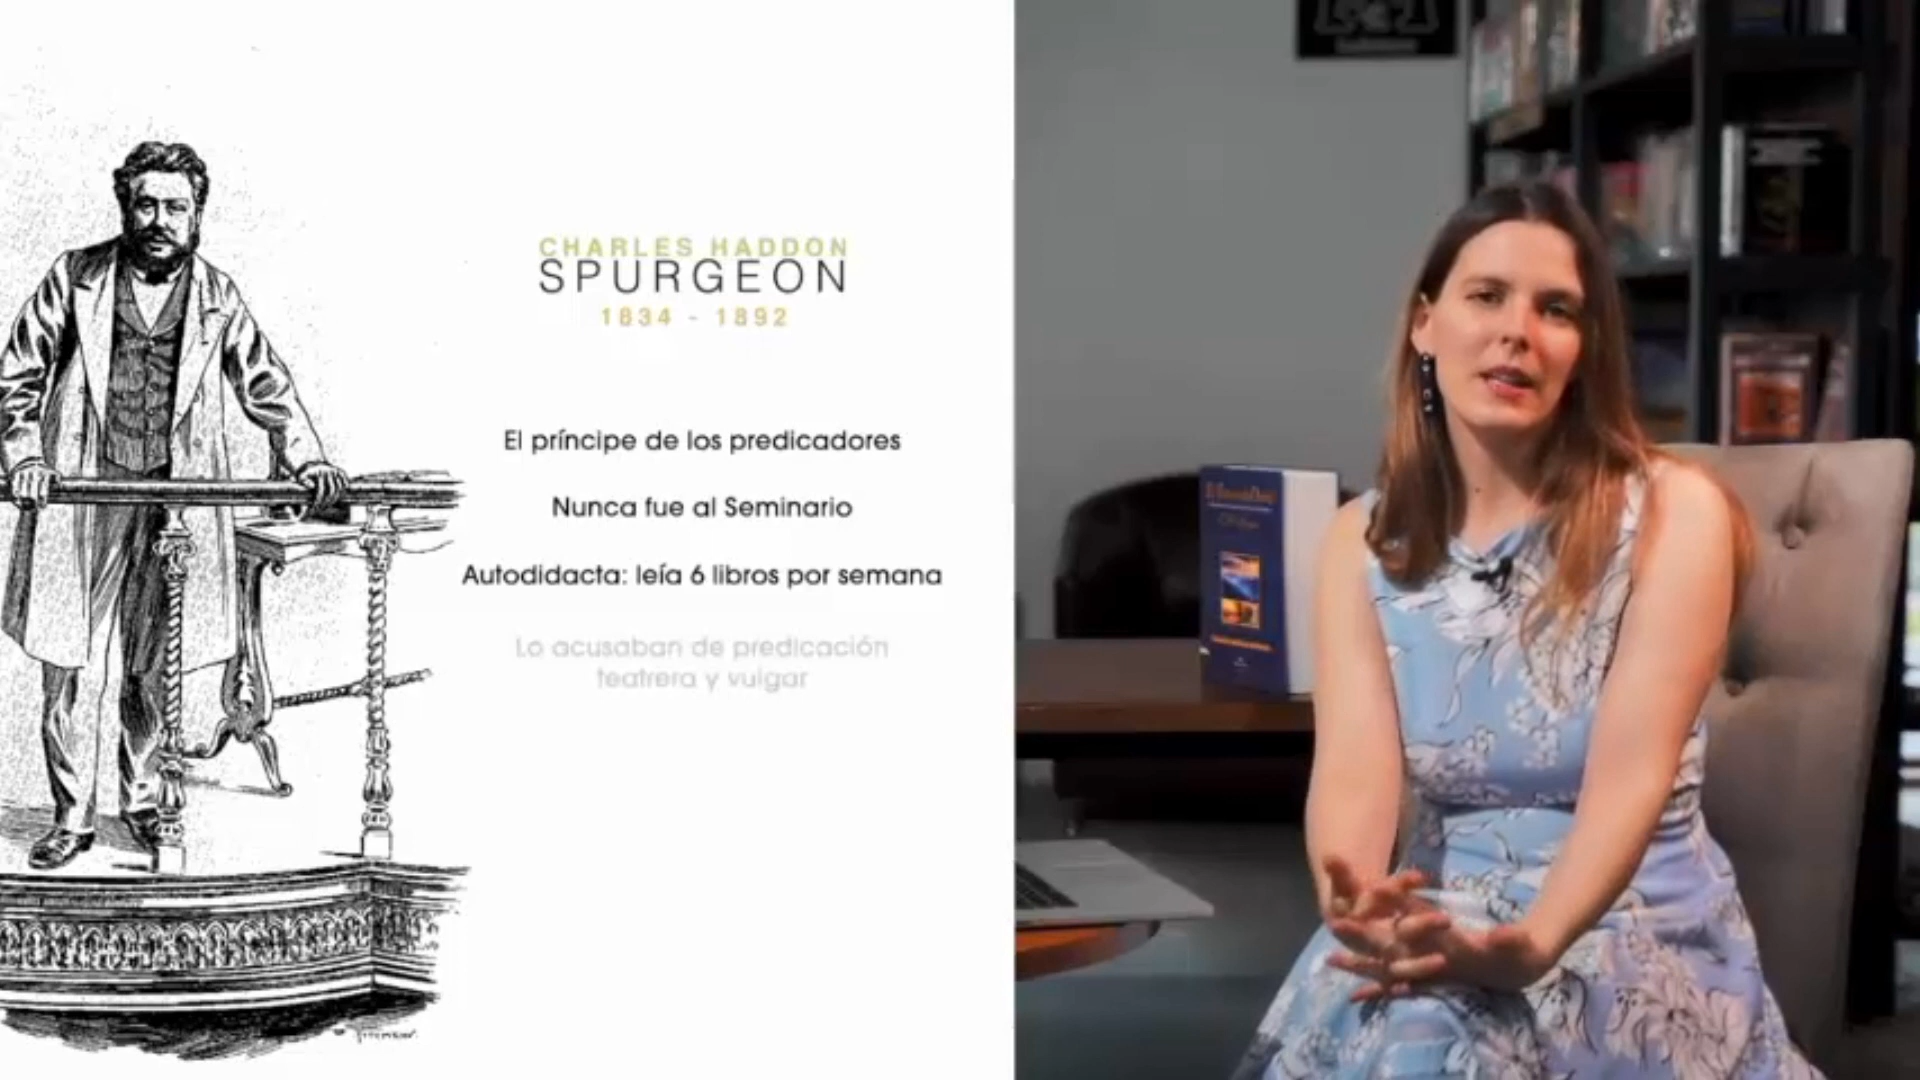 CHARLES HADDON
SPURGEON
1834 - 1892
El príncipe de los predicadores
Nunca fue al Seminario
Autodidacta: leía 6 libros por semana
Lo acusaban de predicación
teatrera y vulgar